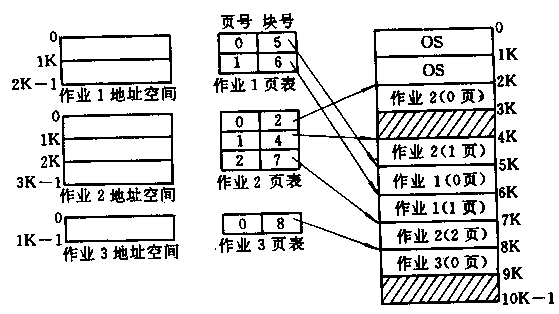 0
1K
2K-1
作业1地址空间
0
1K
2K
3K-1
作业2地址空间
0
1K-1
作业3地址空间
页号 块号
0 5
1 6
作业1页表
0 2
1 4
2 7
作业2页表
0 8
作业3页表
0
OS
1K
OS
2K
作业2(0页)
3K
4K
作业2(1页)
5K
作业1(0页)
6K
作业1(1页)
7K
作业2(2页)
8K
作业3(0页)
9K
10K-1